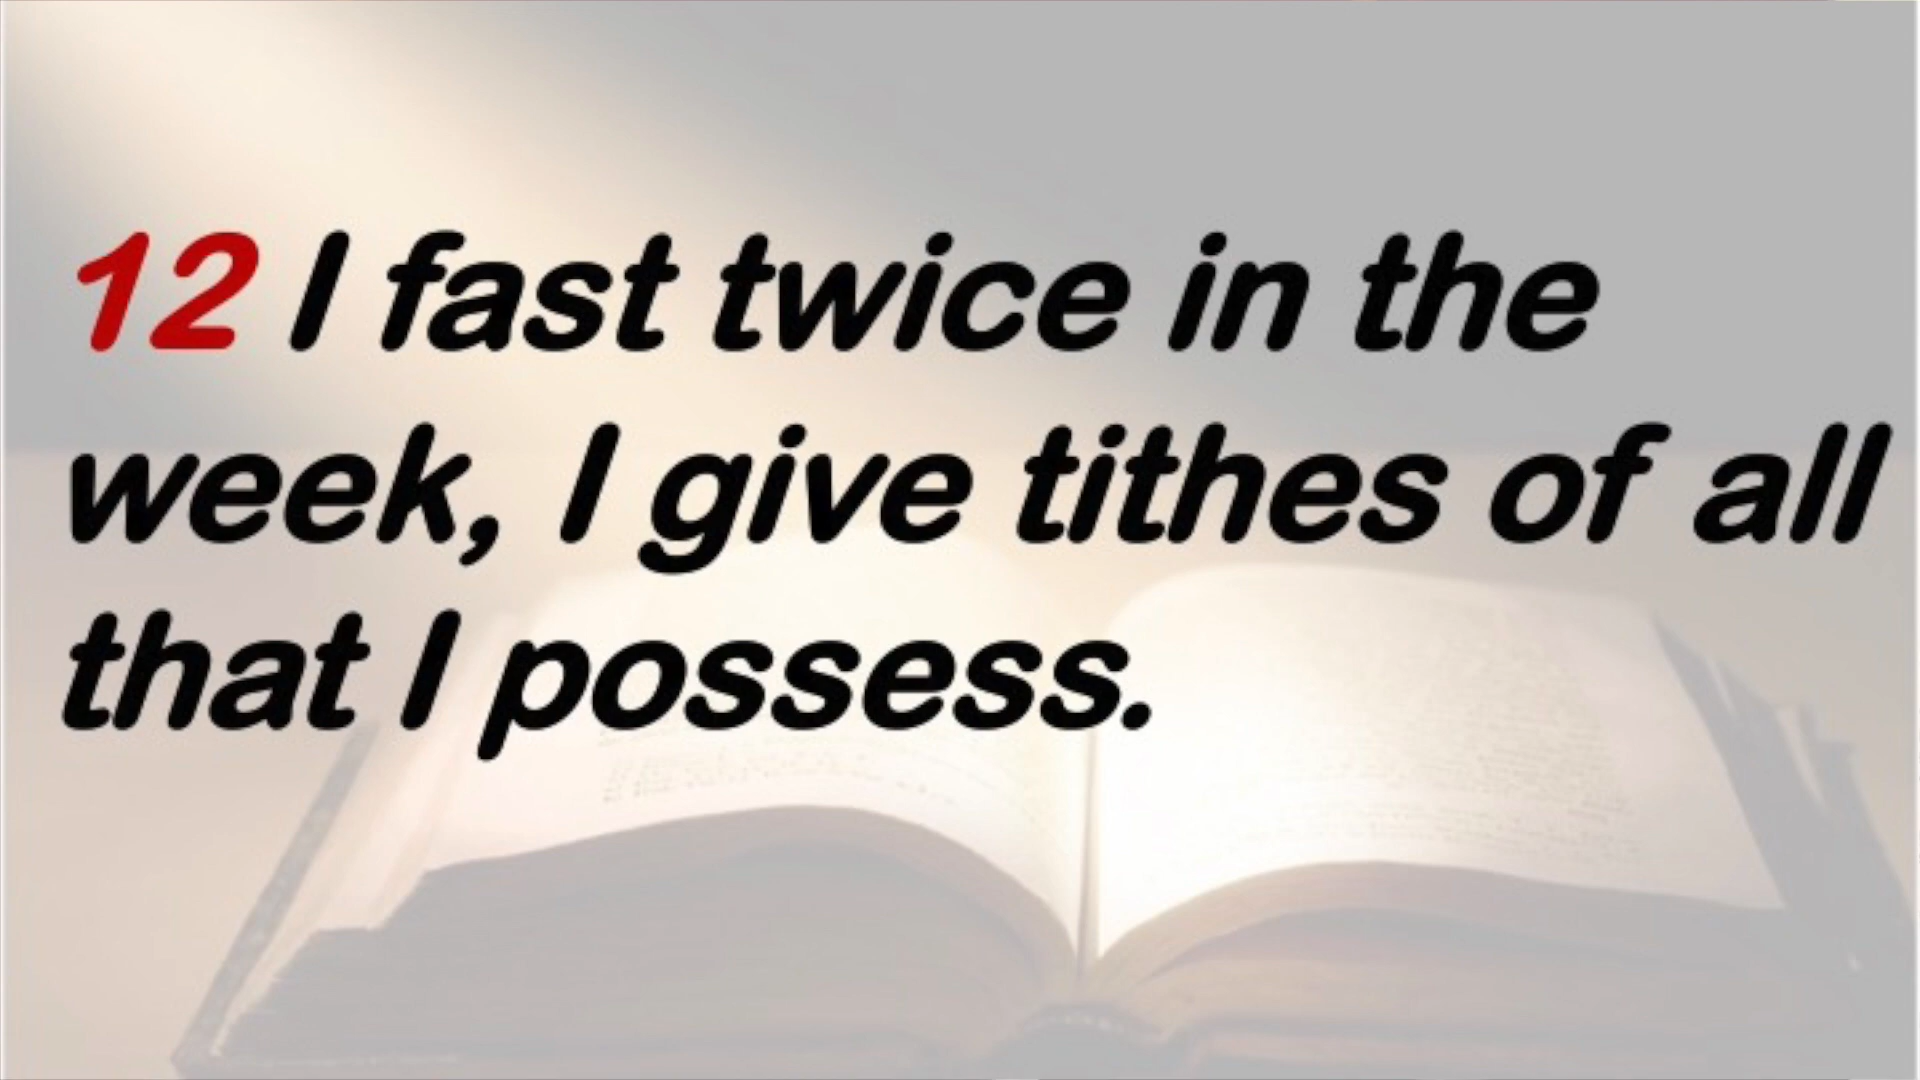 12 I fast twice in the
week, I give tithes of all
that I possess.